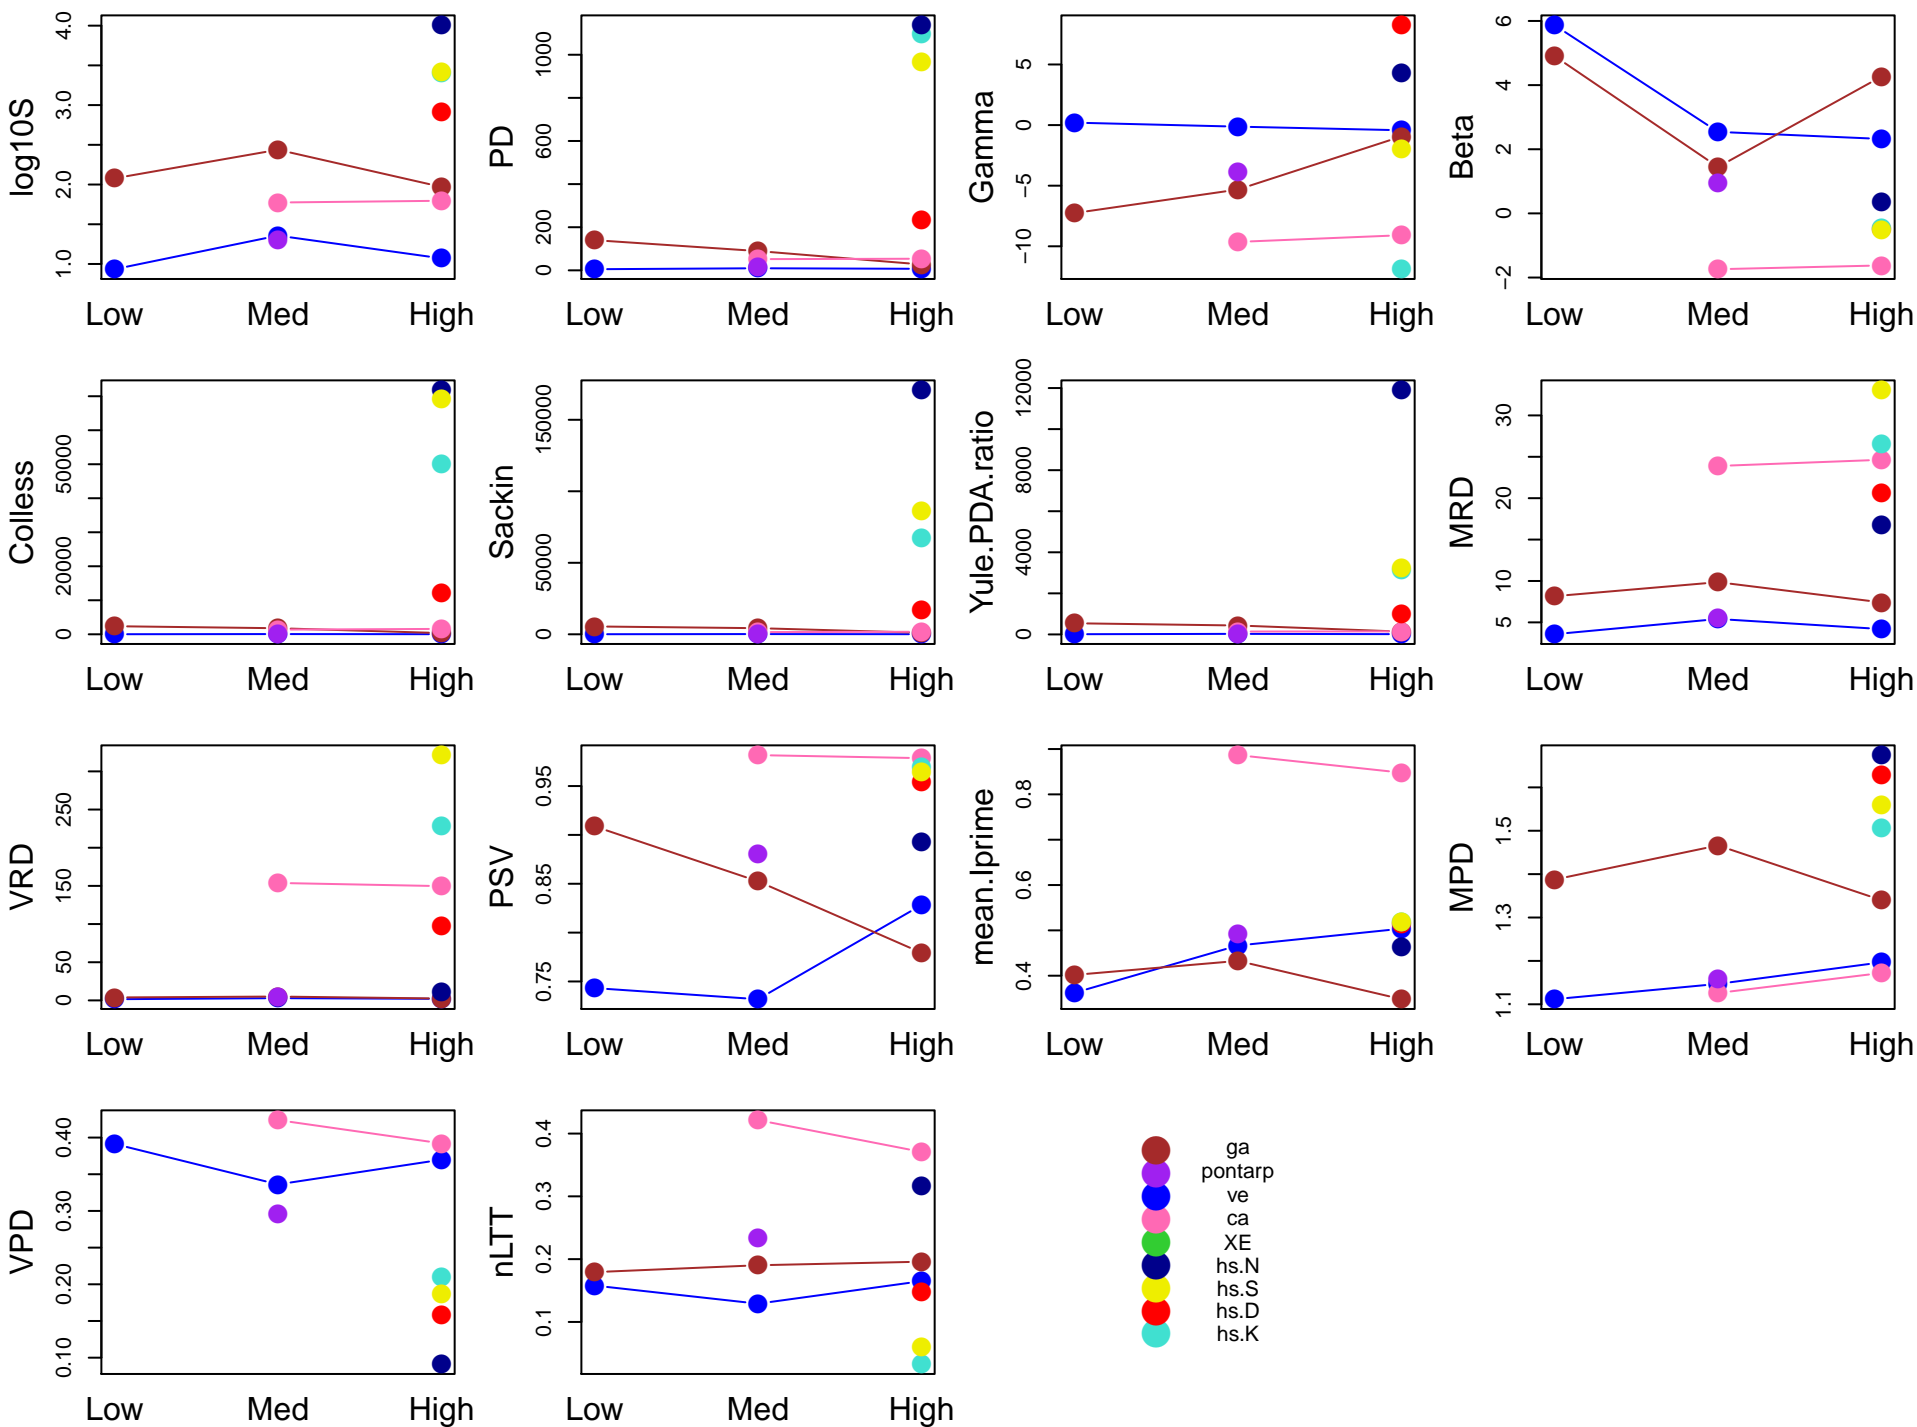 log10S
1.0 2.0 3.0 4.0
Low Med High
PD
0 200 600 1000
Low Med High
Gamma
−10 −5 0 5
Low Med High
Beta
−2 0 2 4 6
Low Med High
Colless
0 20000 50000
Low Med High
Sackin
0 50000 150000
Low Med High
Yule.PDA.ratio
0 4000 8000 12000
Low Med High
MRD
5 10 20 30
Low Med High
VRD
0 50 150 250
Low Med High
PSV
0.75 0.85 0.95
Low Med High
mean.Iprime
0.4 0.6 0.8
Low Med High
MPD
1.1 1.3 1.5
Low Med High
VPD
0.10 0.20 0.30 0.40
Low Med High
nLTT
0.1 0.2 0.3 0.4
Low Med High
ga
pontarp
ve
ca
XE
hs.N
hs.S
hs.D
hs.K